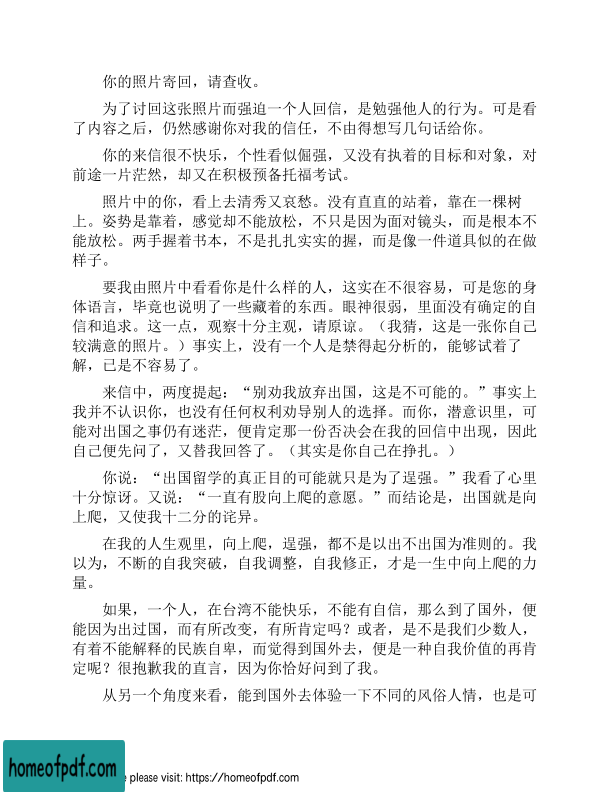 你的照片寄回，请查收。
为了讨回这张照片而强迫一个人回信，是勉强他人的行为。可是看
了内容之后，仍然感谢你对我的信任，不由得想写几句话给你。
你的来信很不快乐，个性看似倔强，又没有执着的目标和对象，对
前途一片茫然，却又在积极预备托福考试。
照片中的你，看上去清秀又哀愁。没有直直的站着，靠在一棵树
上。姿势是靠着，感觉却不能放松，不只是因为面对镜头，而是根本不
能放松。两手握着书本，不是扎扎实实的握，而是像一件道具似的在做
样子。
要我由照片中看看你是什么样的人，这实在不很容易，可是您的身
体语言，毕竟也说明了一些藏着的东西。眼神很弱，里面没有确定的自
信和追求。这一点，观察十分主观，请原谅。（我猜，这是一张你自己
较满意的照片。）事实上，没有一个人是禁得起分析的，能够试着了
解，已是不容易了。
来信中，两度提起：“别劝我放弃出国，这是不可能的。”事实上
我并不认识你，也没有任何权利劝导别人的选择。而你，潜意识里，可
能对出国之事仍有迷茫，便肯定那一份否决会在我的回信中出现，因此
自己便先问了，又替我回答了。（其实是你自己在挣扎。）
你说：“出国留学的真正目的可能就只是为了逞强。”我看了心里
十分惊讶。又说：“一直有股向上爬的意愿。”而结论是，出国就是向
上爬，又使我十二分的诧异。
在我的人生观里，向上爬，逞强，都不是以出不出国为准则的。我
以为，不断的自我突破，自我调整，自我修正，才是一生中向上爬的力
量。
如果，一个人，在台湾不能快乐，不能有自信，那么到了国外，便
能因为出过国，而有所改变，有所肯定吗？或者，是不是我们少数人，
有着不能解释的民族自卑，而觉得到国外去，便是一种自我价值的再肯
定呢？很抱歉我的直言，因为你恰好问到了我。
从另一个角度来看，能到国外去体验一下不同的风俗人情，也是可
homeofpdf.com
e please visit: https://homeofpdf.com